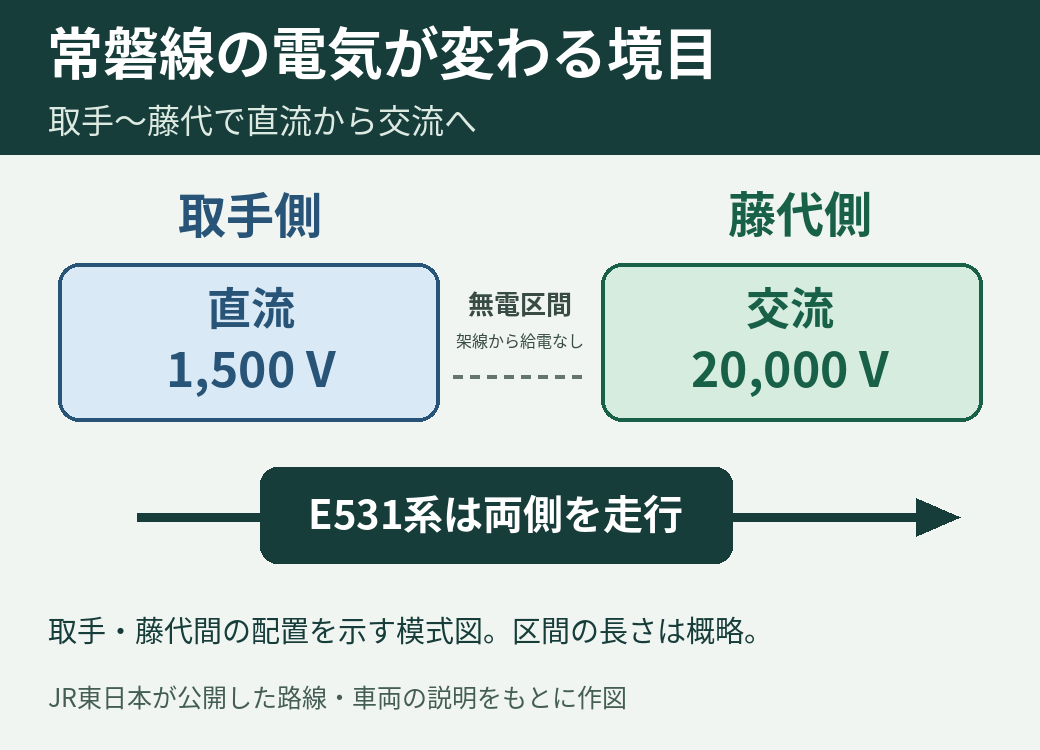 常磐線の電気が変わる境目
取手〜藤代で直流から交流へ
取手側
藤代側
直流
1,500 V
無電区間
架線から給電なし
交流
20,000 V
E531系は両側を走行
取手・藤代間の配置を示す模式図。区間の長さは概略。
JR東日本が公開した路線・車両の説明をもとに作図